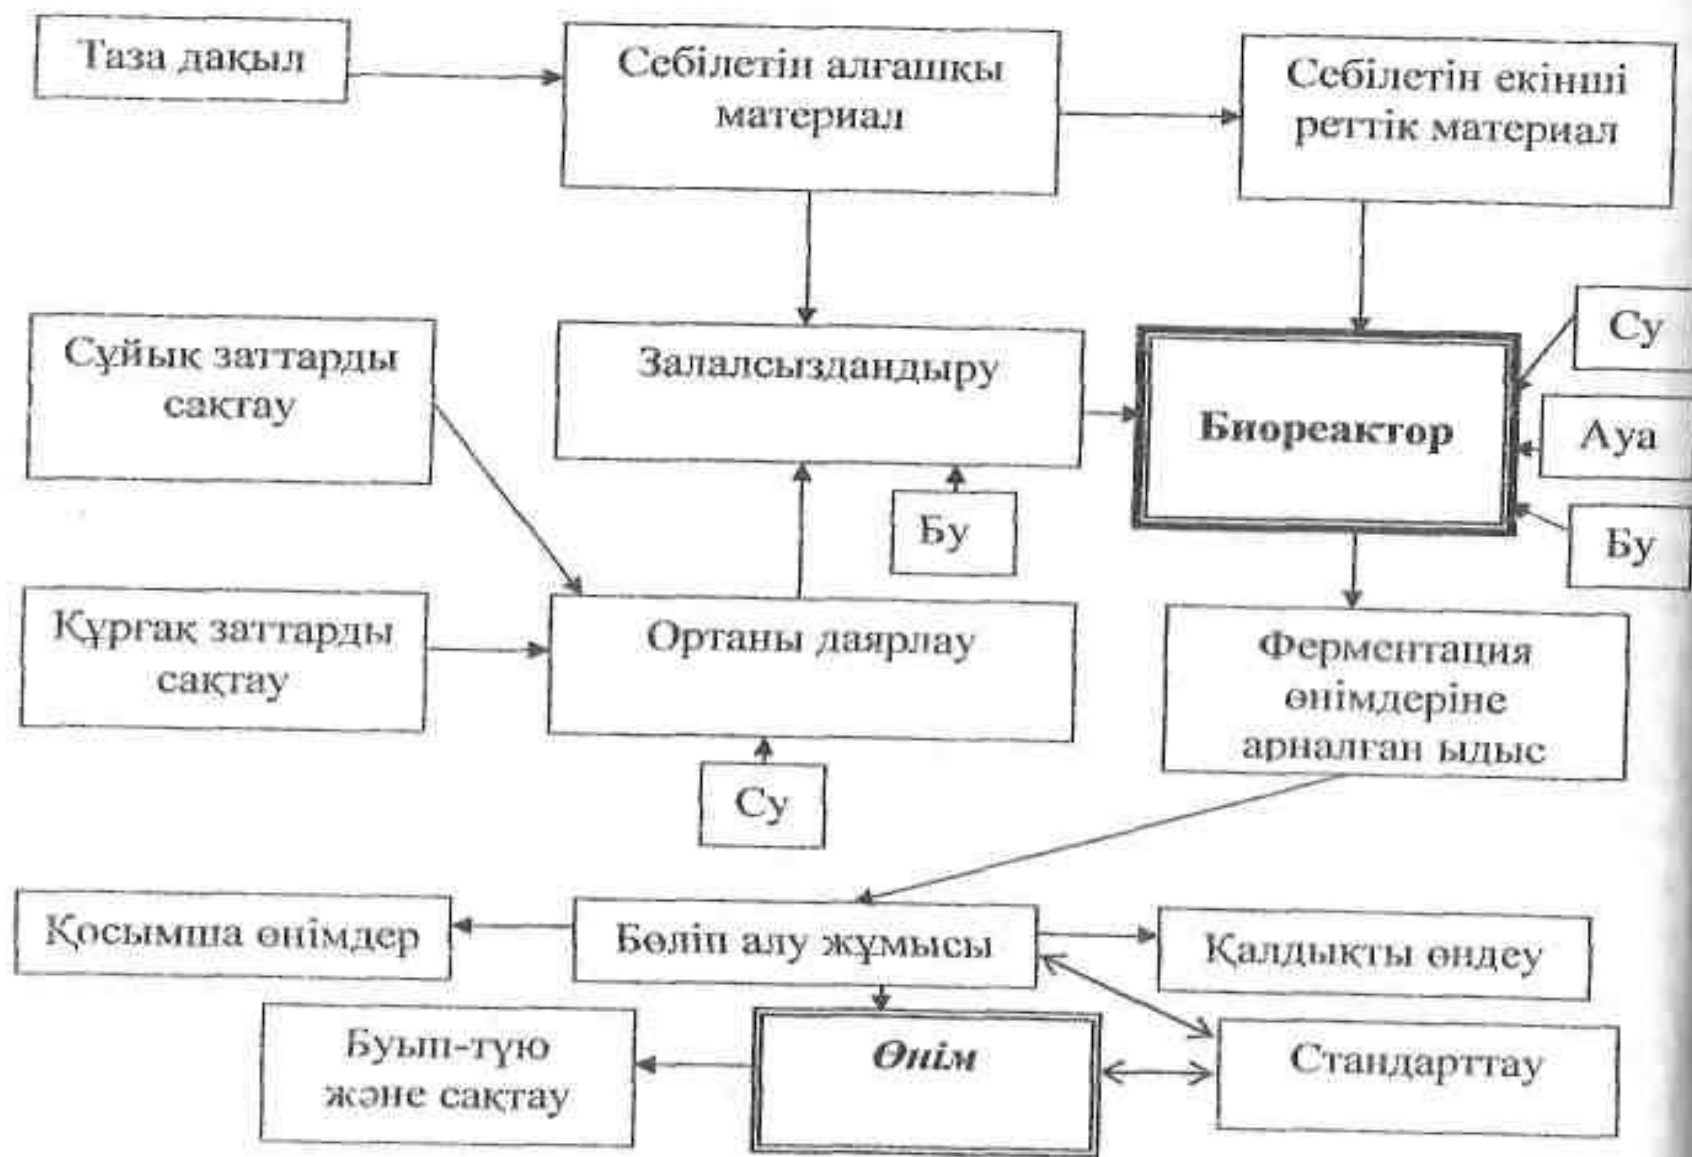 Таза дақыл
Себілетін алғашқы
материал
Себілетін екінші
реттік материал
Сұйық заттарды
сақтау
Залалсыздандыру
Биореактор
Су
Ауа
Бу
Бу
Құрғақ заттарды
сақтау
Ортаны даярлау
Су
Ферментация
өнімдеріне
арналған ыдыс
Қосымша өнімдер
Бөліп алу жұмысы
Қалдықты өңдеу
Буып-түю
және сақтау
Өнім
Стандарттау